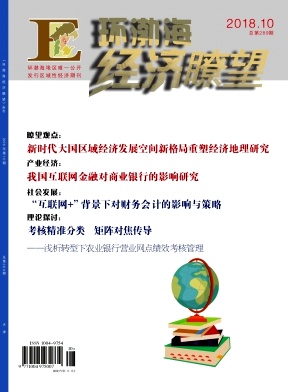 2018.10
总第289期
环渤海
经济瞭望
E
环渤海地区唯一公开
发行区域性经济期刊
瞭望观点：
新时代大国区域经济发展空间新格局重塑经济地理研究
产业经济：
我国互联网金融对商业银行的影响研究
社会发展：
“互联网+”背景下对财务会计的影响与策略
理论探讨：
考核精准分类 矩阵对焦传导
——浅析转型下农业银行营业网点绩效考核管理
ISSN 1004-9754